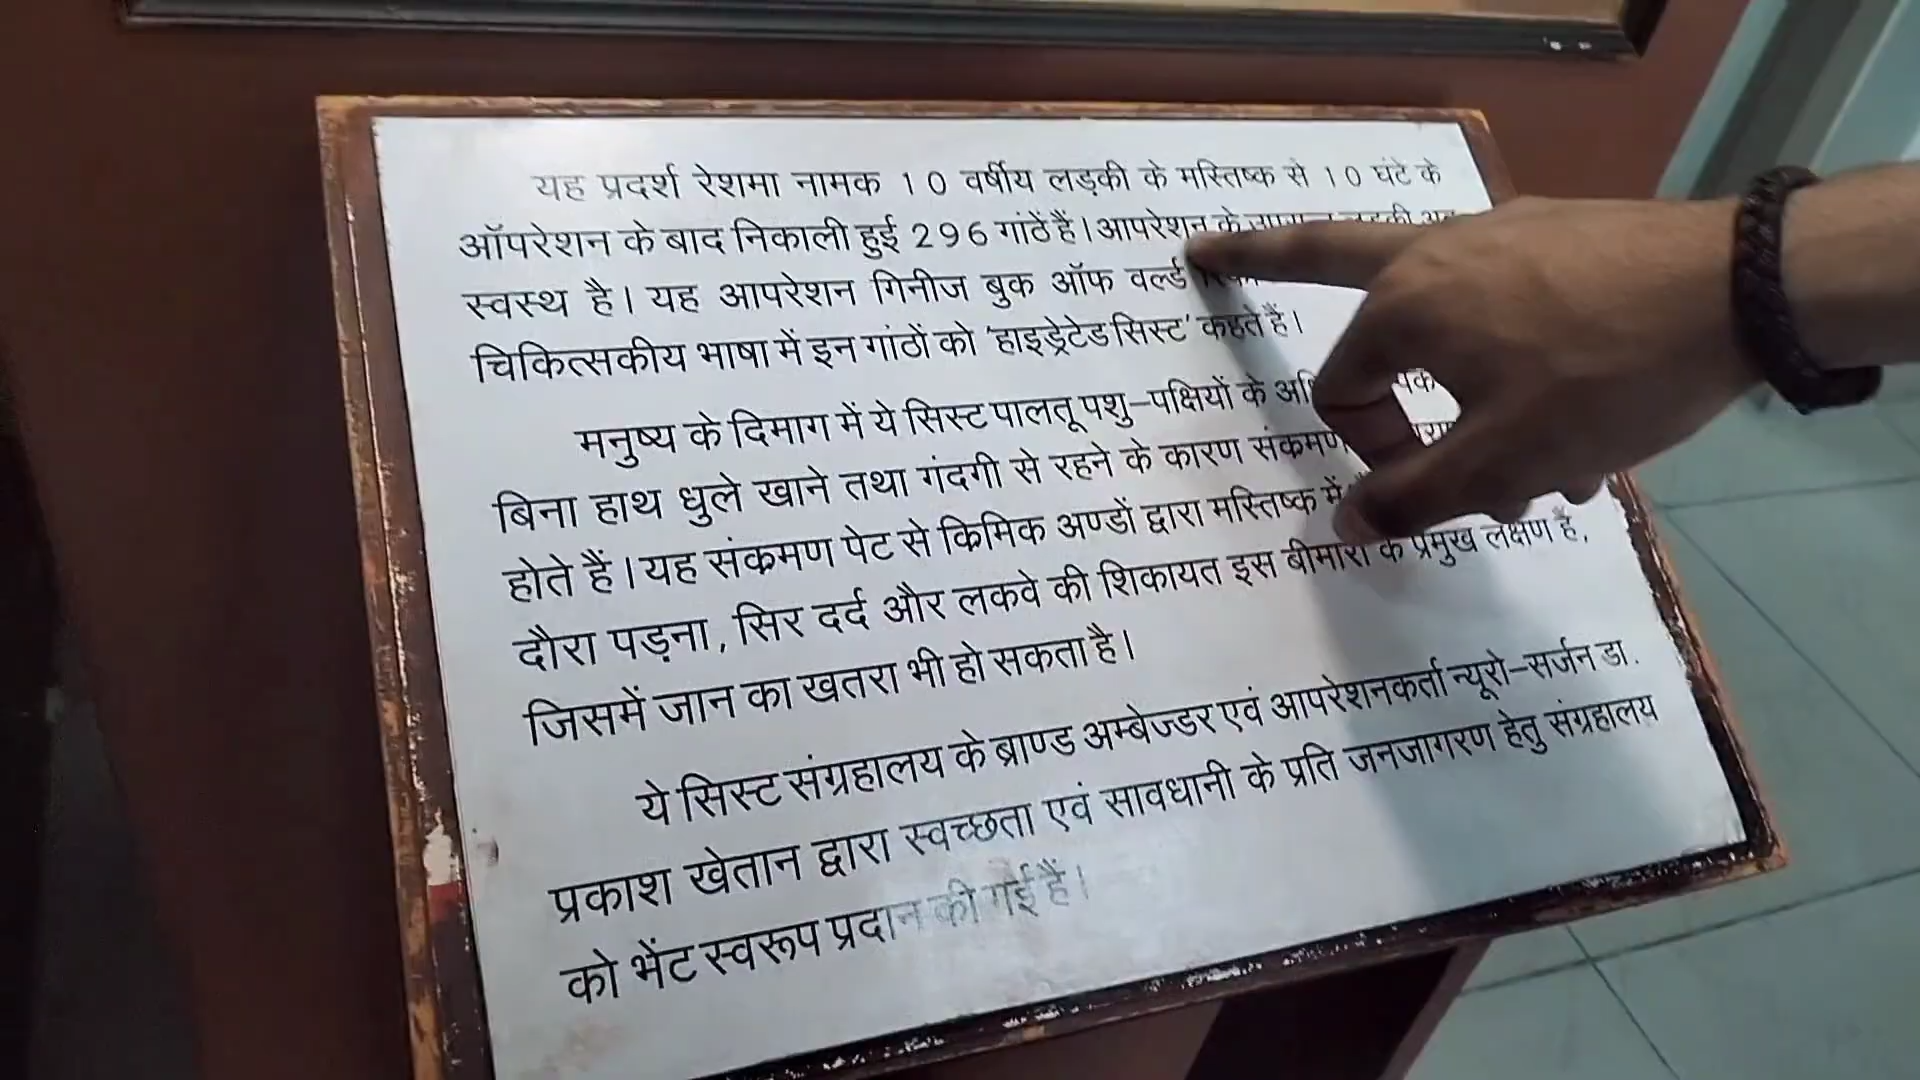 यह प्रदर्श रेशमा नामक 10 वर्षीय लड़की के मस्तिष्क से 10 घंटे के
ऑपरेशन के बाद निकाली हुई 296 गांठें हैं। आपरेशन के
स्वस्थ है। यह आपरेशन गिनीज बुक ऑफ वर्ल्ड
चिकित्सकीय भाषा में इन गांठों को 'हाइड्रेटेड सिस्ट' कहते हैं।
मनुष्य के दिमाग में ये सिस्ट पालतू पशु-पक्षियों के
बिना हाथ धुले खाने तथा गंदगी से रहने के कारण संकमण
होते हैं। यह संकमण पेट से किमिक अण्डों द्वारा मस्तिष्क में
दौरा पड़ना, सिर दर्द और लकवे की शिकायत इस बीमारी के प्रमुख लक्षण है,
जिसमें जान का खतरा भी हो सकता है।
ये सिस्ट संग्रहालय के ब्राण्ड अम्बेज्डर एवं आपरेशनकर्ता न्यूरो-सर्जन डा.
प्रकाश खेतान द्वारा स्वच्छता एवं सावधानी के प्रति जनजागरण हेतु संग्रहालय
को भेंट स्वरूप प्रदान की गई है।